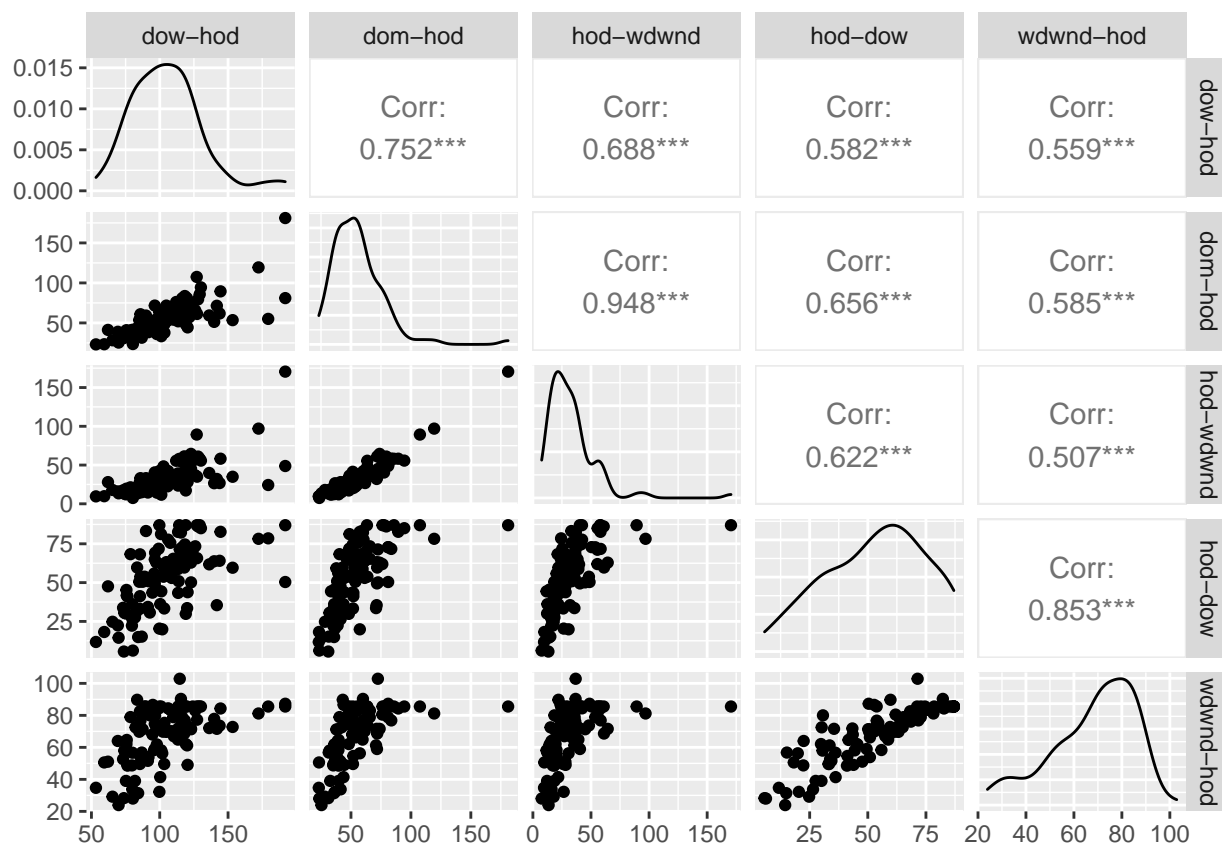 dow−hod dom−hod hod−wdwnd hod−dow wdwnd−hod
0.015
0.010
0.005
0.000
Corr:
0.752***
Corr:
0.688***
Corr:
0.582***
Corr:
0.559***
dow−hod
150
100
50
Corr:
0.948***
Corr:
0.656***
Corr:
0.585***
dom−hod
150
100
50
0
Corr:
0.622***
Corr:
0.507***
hod−wdwnd
75
50
25
Corr:
0.853***
hod−dow
100
80
60
40
20
wdwnd−hod
50 100 150 50 100 150 0 50 100 150 25 50 75 20 40 60 80 100